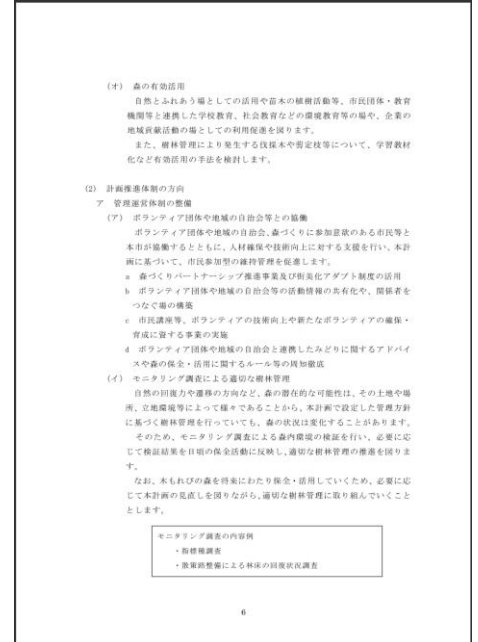 (オ) 森の有効活用
自然とふれあう場としての活用や苗木の植樹活動等、市民団体・教育
機関等と連携した学校教育、社会教育などの環境教育等の場や、企業の
地域貢献活動の場としての利用促進を図ります。
また、樹林管理により発生する伐採木や剪定枝等について、学習教材
化など有効活用の手法を検討します。
(2) 計画推進体制の方向
ア 管理運営体制の整備
(ア) ボランティア団体や地域の自治会等との協働
ボランティア団体や地域の自治会、森づくりに参加意欲のある市民等と
本市が協働するとともに、人材確保や技術向上に対する支援を行い、本計
画に基づいて、市民参加型の維持管理を促進します。
a 森づくりパートナーシップ推進事業及び街美化アダプト制度の活用
b ボランティア団体や地域の自治会等の活動情報の共有化や、関係者を
つなぐ場の構築
c 市民講座等、ボランティアの技術向上や新たなボランティアの確保・
育成に資する事業の実施
d ボランティア団体や地域の自治会と連携したみどりに関するアドバイ
スや森の保全・活用に関するルール等の周知徹底
(イ) モニタリング調査による適切な樹林管理
自然の回復力や遷移の方向など、森の潜在的な可能性は、その土地や場
所、立地環境等によって様々であることから、本計画で設定した管理方針
に基づく樹林管理を行っていても、森の状況は変化することがあります。
そのため、モニタリング調査による森内環境の検証を行い、必要に応
じて検証結果を日頃の保全活動に反映し、適切な樹林管理の推進を図りま
す。
なお、木もれびの森を将来にわたり保全・活用していくため、必要に応
じて本計画の見直しを図りながら、適切な樹林管理に取り組んでいくこと
とします。
モニタリング調査の内容例
・指標種調査
・散策路整備による林床の回復状況調査
6